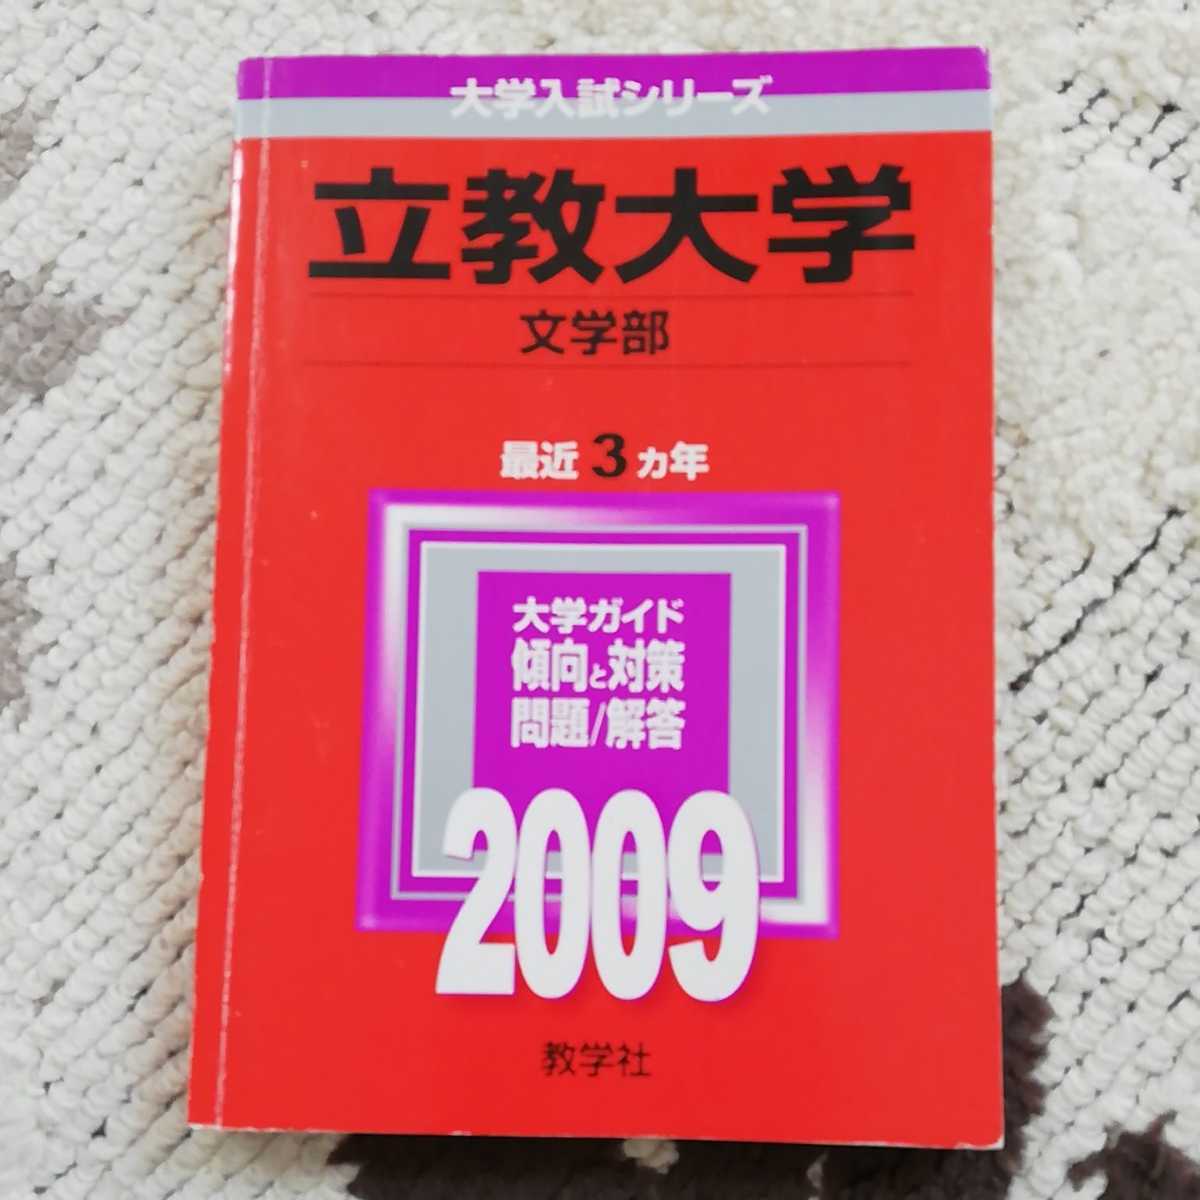 大学入試シリーズ
立教大学
文学部
最近3ヵ年
大学ガイド
傾向と対策
問題/解答
2009
教学社